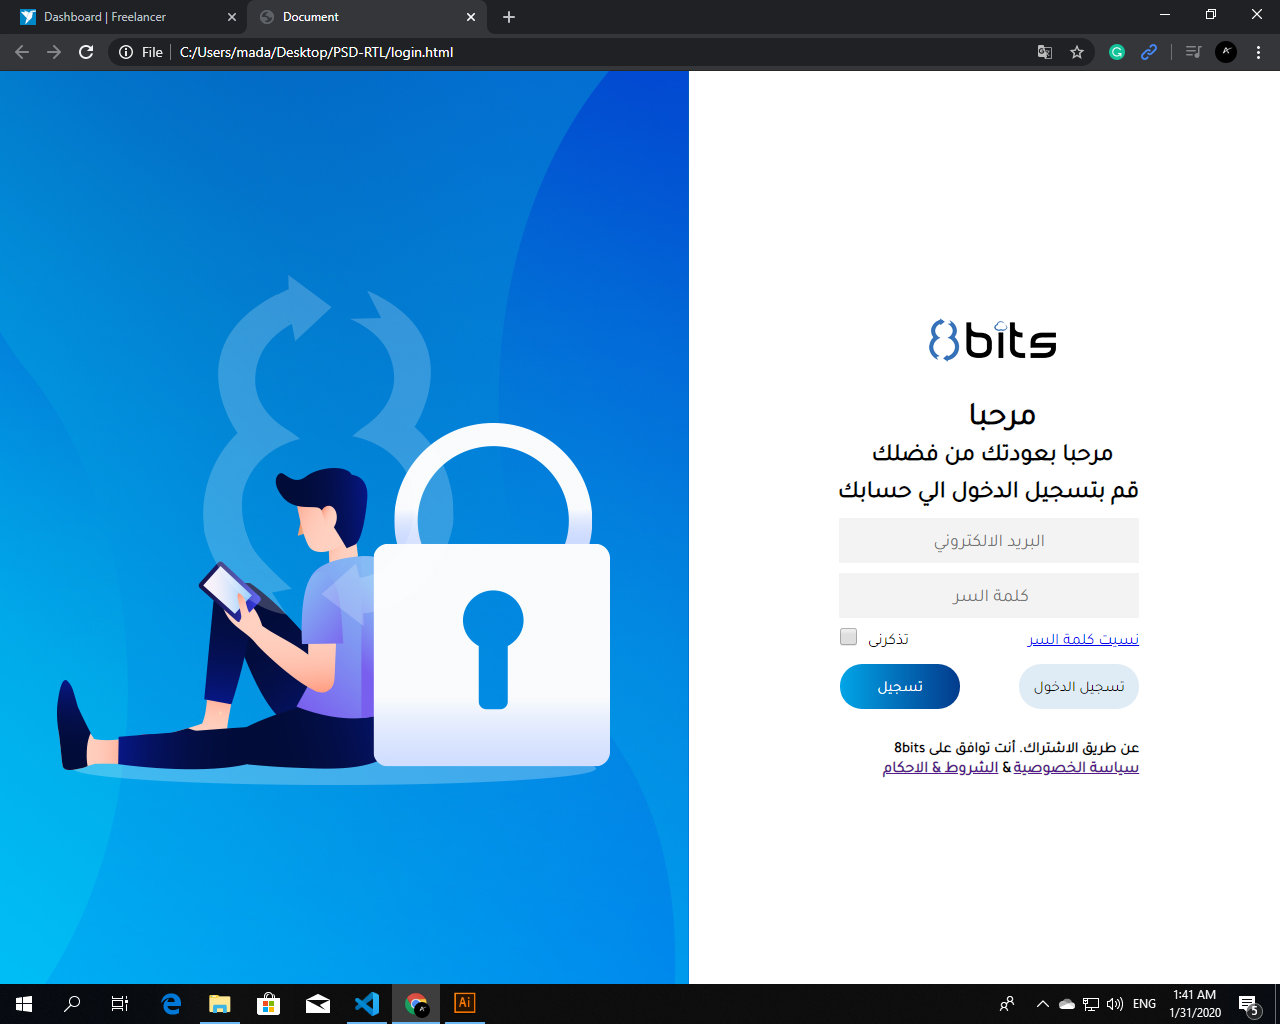 Dashboard | Freelancer
Document
File
C:/Users/mada/Desktop/PSD-RTL/login.html
8bits
مرحبا
مرحبا بعودتك من فضلك
قم بتسجيل الدخول الي حسابك
البريد الالكتروني
كلمة السر
نسيت كلمة السر
تذكرنى
تسجيل الدخول
تسجيل
عن طريق الاشتراك. أنت توافق على 8bits
سياسة الخصوصية & الشروط & الاحكام
Ai
ENG
1:41 AM
1/31/2020
5